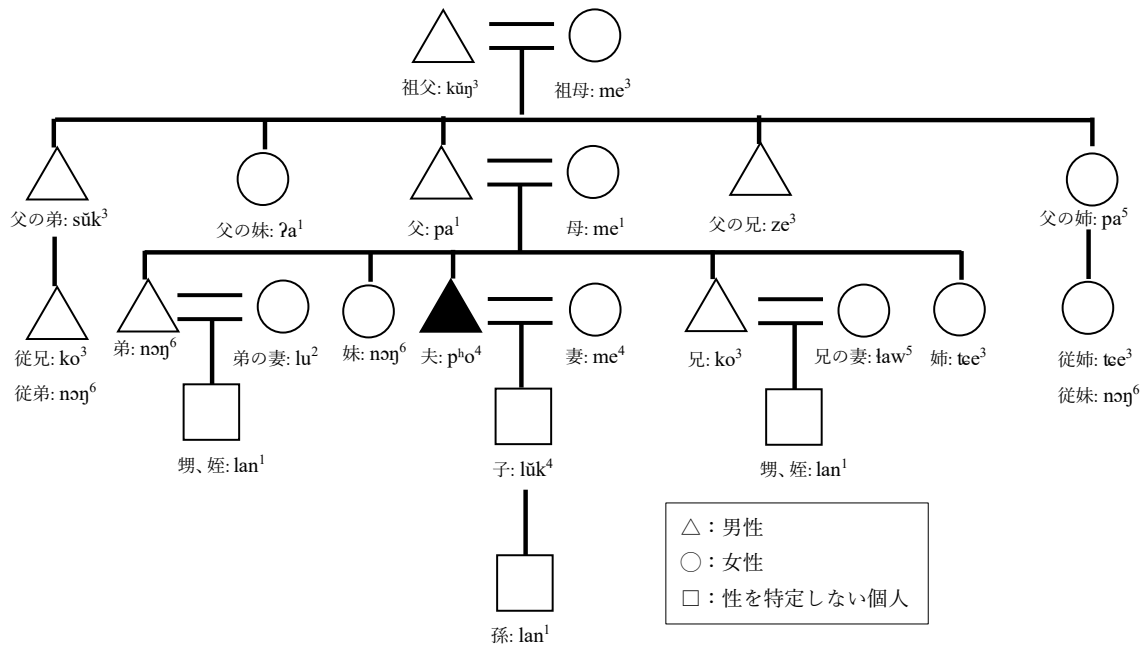 祖父: kŭŋ³
祖母: me³
父の弟: sŭk³
父の妹: ʔa¹
父: pa¹
母: me¹
父の兄: ze³
父の姉: pa⁵
従兄: ko³
従弟: nɔŋ⁶
弟: nɔŋ⁶
弟の妻: lu²
妹: nɔŋ⁶
夫: pʰo⁴
妻: me⁴
兄: ko³
兄の妻: ɬaw⁵
姉: tɕe³
従姉: tɕe³
従妹: nɔŋ⁶
甥、姪: lan¹
子: lŭk⁴
甥、姪: lan¹
孫: lan¹
△：男性
○：女性
□：性を特定しない個人